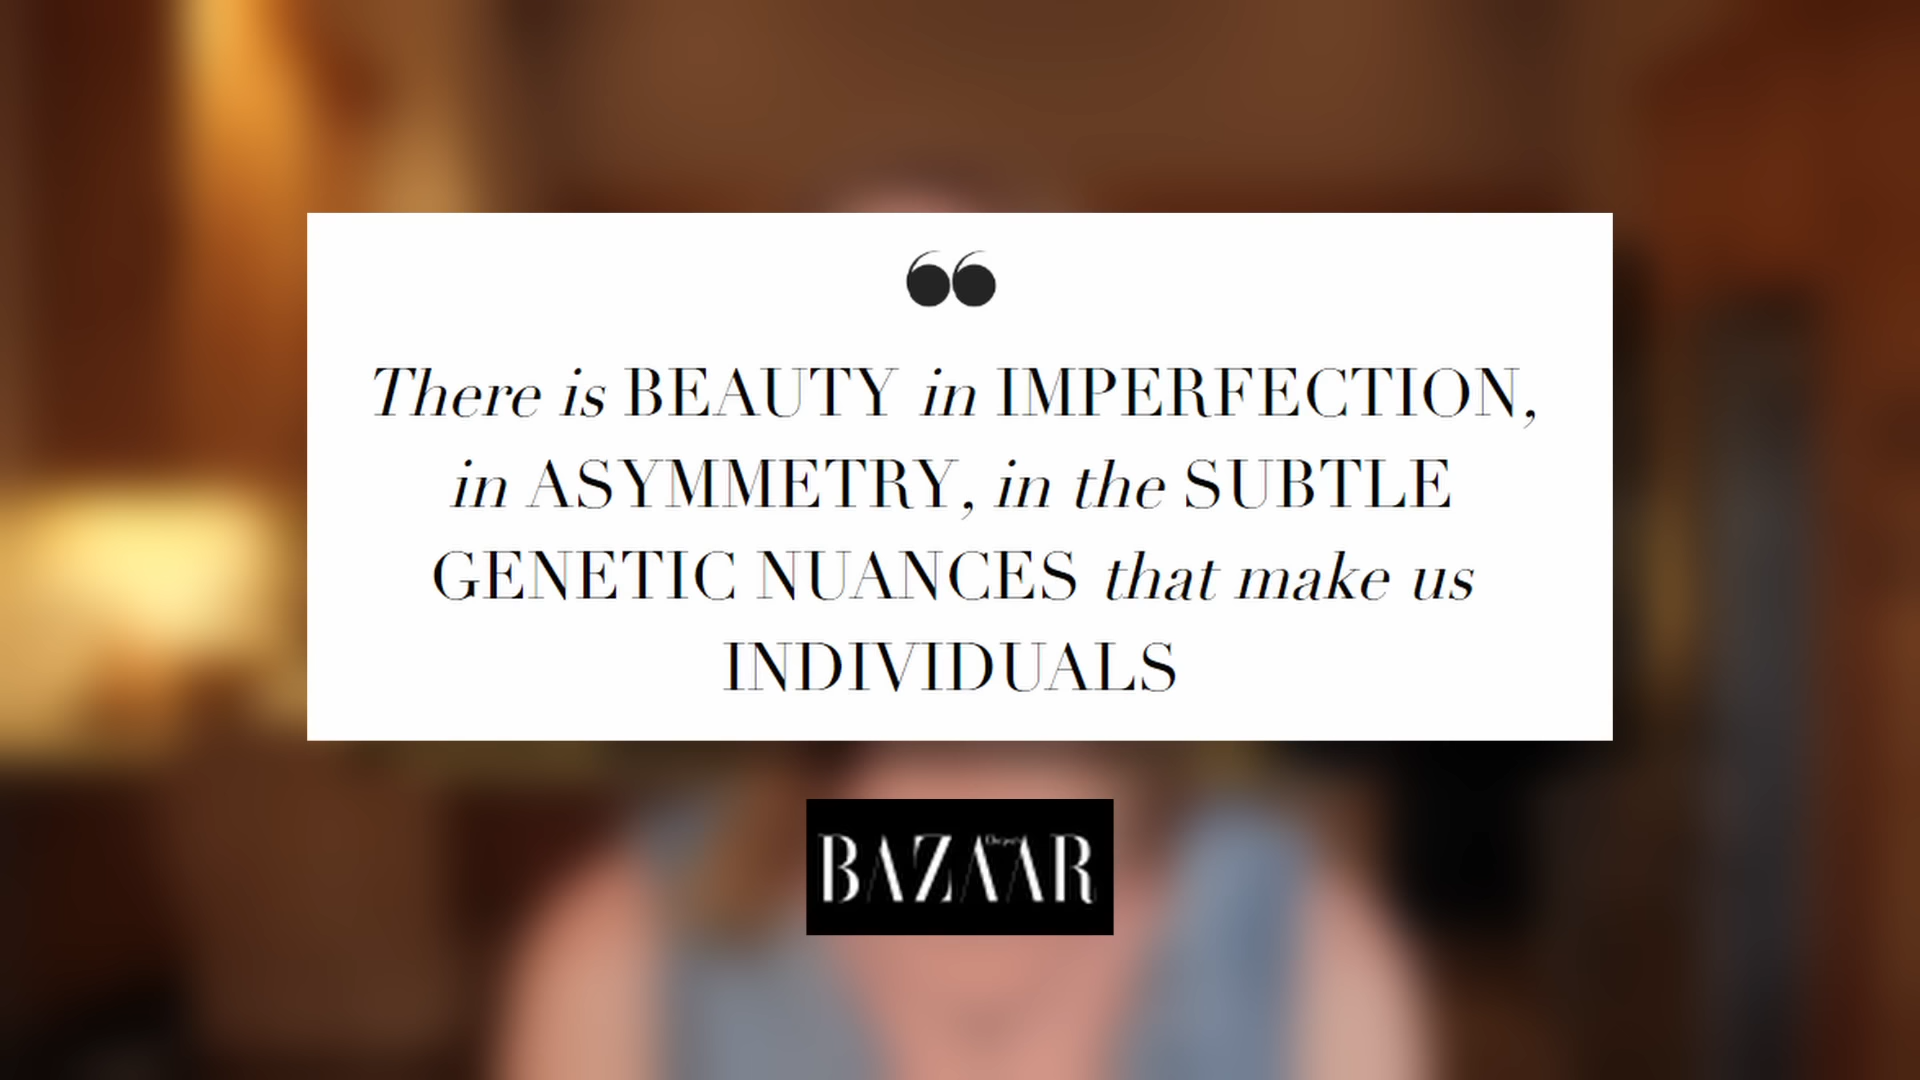 ❝
There is BEAUTY in IMPERFECTION,
in ASYMMETRY, in the SUBTLE
GENETIC NUANCES that make us
INDIVIDUALS
BAZAAR